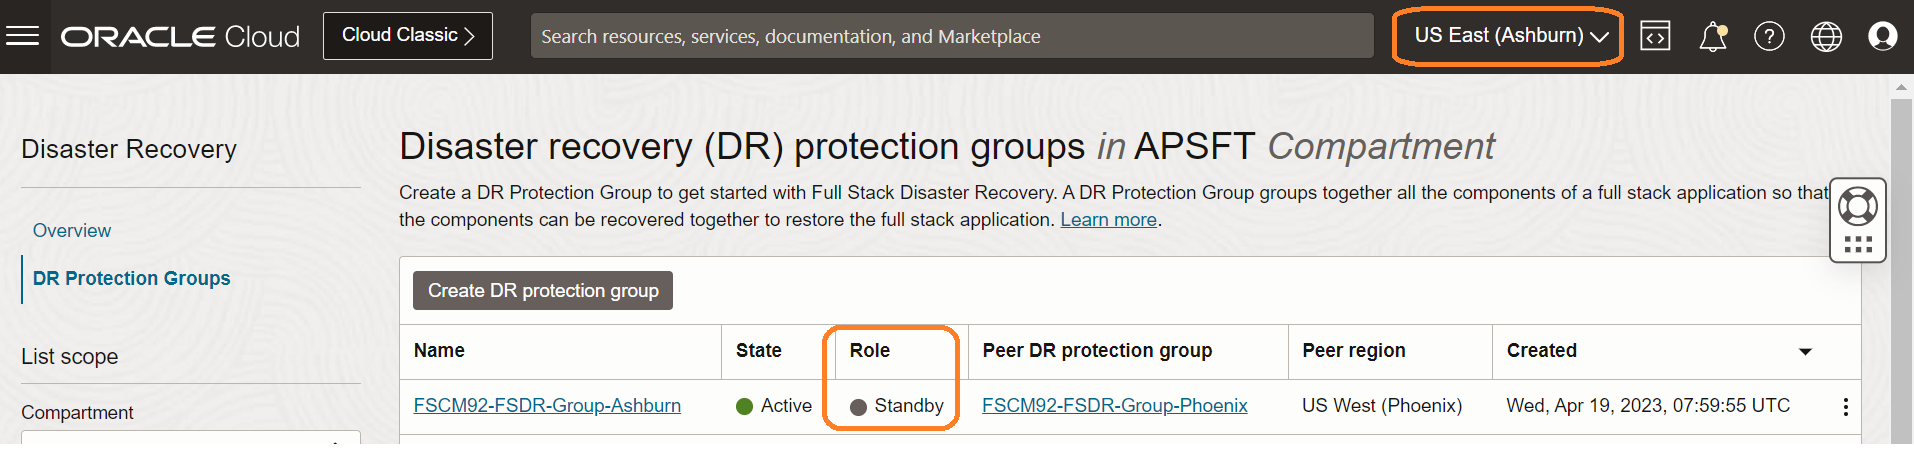 ORACLE Cloud
Cloud Classic
Search resources, services, documentation, and Marketplace
US East (Ashburn)
Disaster Recovery
Overview
DR Protection Groups
List scope
Compartment
Disaster recovery (DR) protection groups in APSFT Compartment
Create a DR Protection Group to get started with Full Stack Disaster Recovery. A DR Protection Group groups together all the components of a full stack application so that
the components can be recovered together to restore the full stack application. Learn more.
Create DR protection group
Name State Role Peer DR protection group Peer region Created
FSCM92-FSDR-Group-Ashburn Active Standby FSCM92-FSDR-Group-Phoenix US West (Phoenix) Wed, Apr 19, 2023, 07:59:55 UTC